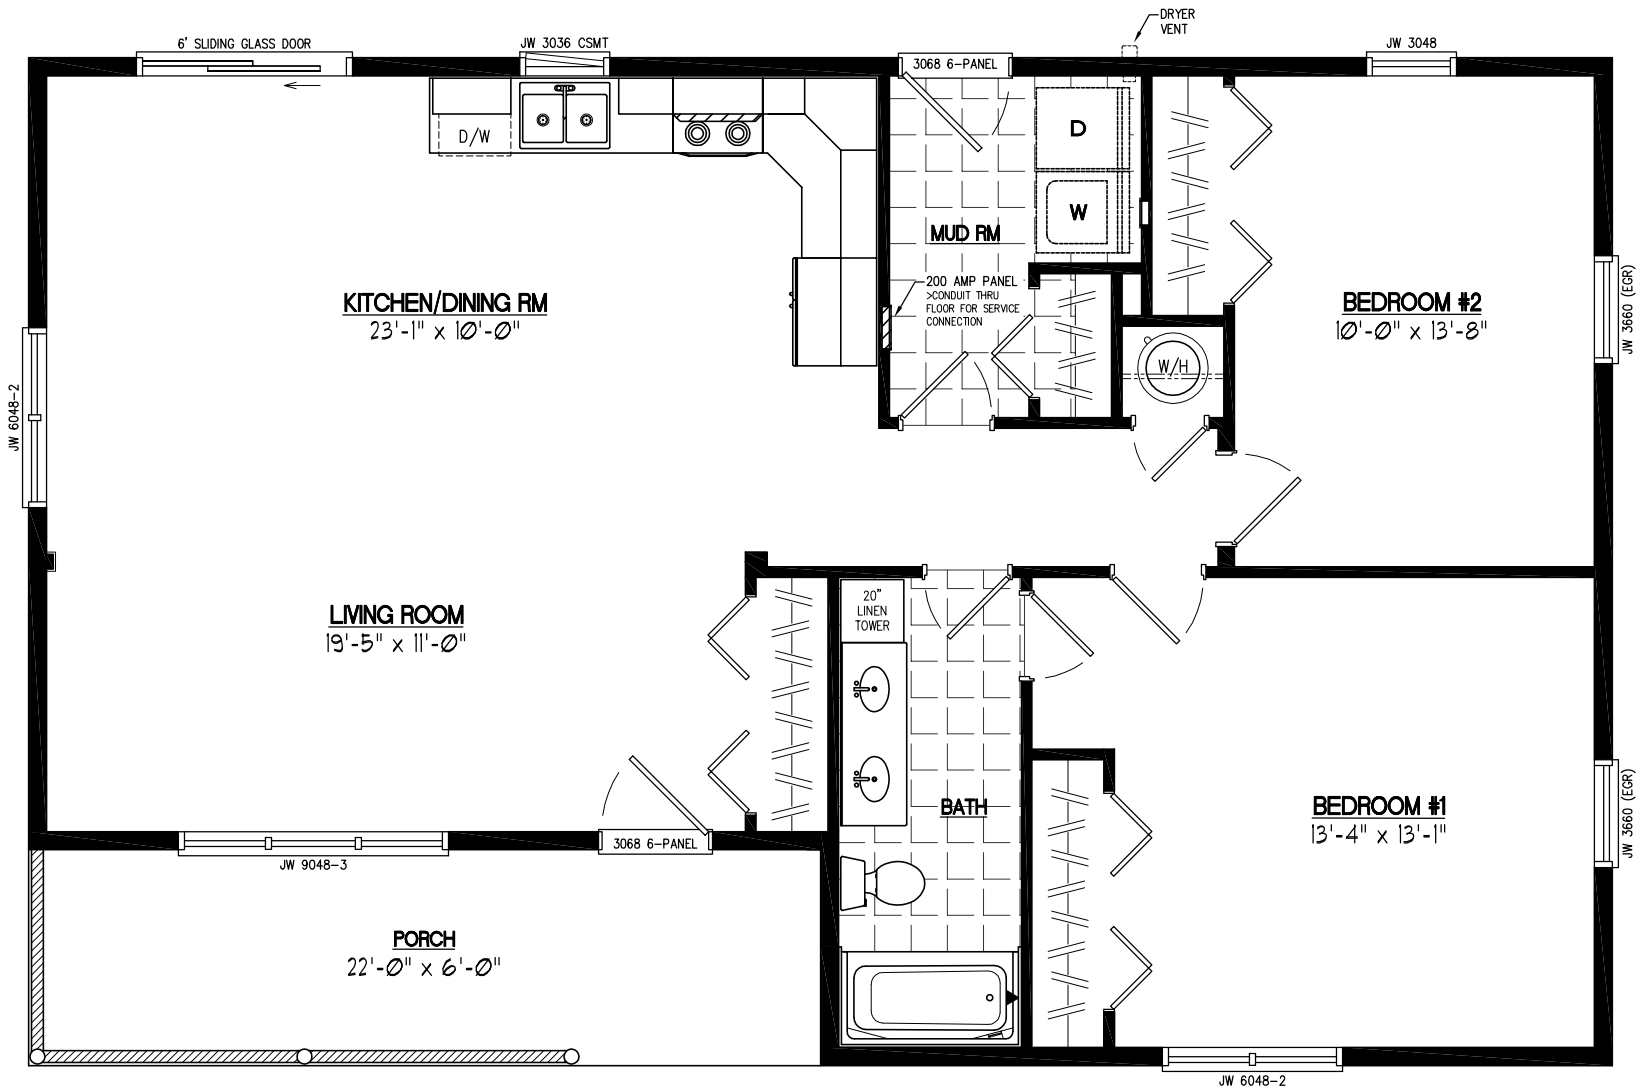 DRYER
VENT
6' SLIDING GLASS DOOR
JW 3036 CSMT
3068 6-PANEL
JW 3048
D/W
D
W
MUD RM
200 AMP PANEL
>CONDUIT THRU
FLOOR FOR SERVICE
CONNECTION
KITCHEN/DINING RM
23'-1" x 10'-0"
BEDROOM #2
10'-0" x 13'-8"
JW 3660 (EGR)
W/H
JW 6048-2
20"
LINEN
TOWER
LIVING ROOM
19'-5" x 11'-0"
BATH
BEDROOM #1
13'-4" x 13'-1"
JW 3660 (EGR)
3068 6-PANEL
JW 9048-3
PORCH
22'-0" x 6'-0"
JW 6048-2